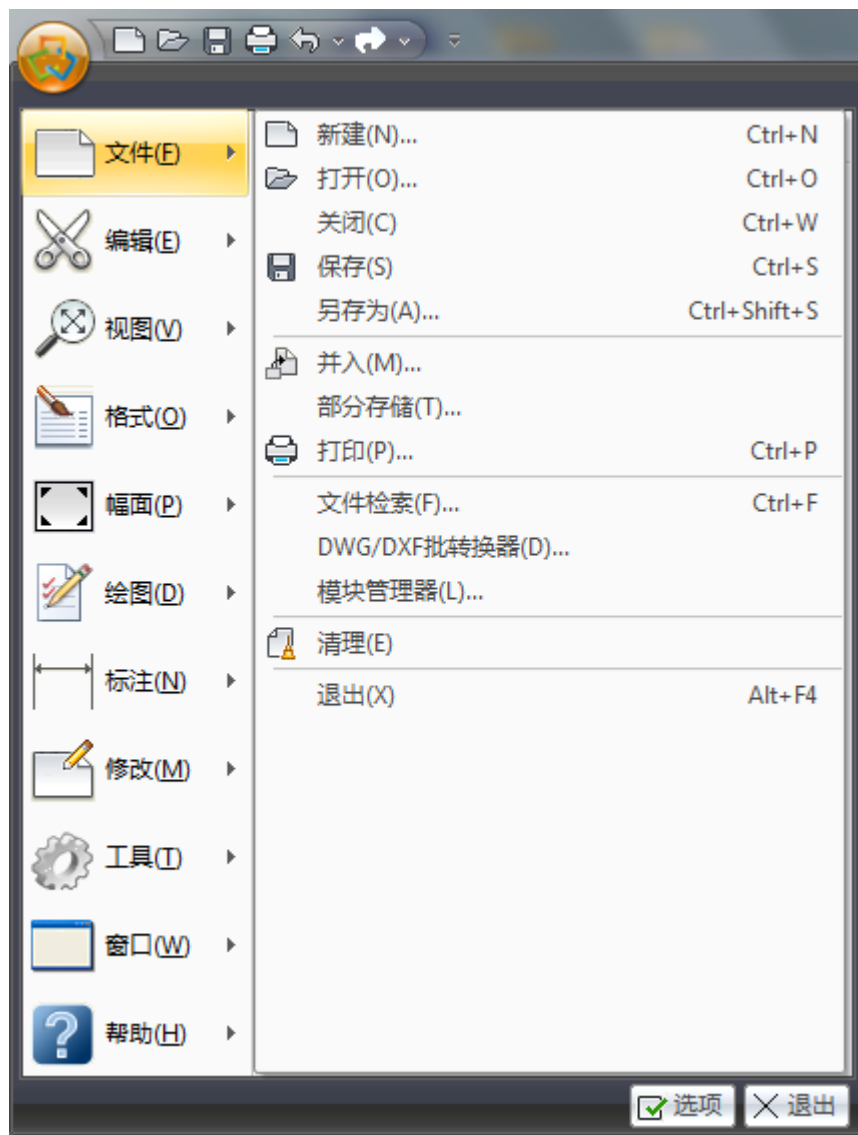 文件(F)
编辑(E)
视图(V)
格式(O)
幅面(P)
绘图(D)
标注(N)
修改(M)
工具(T)
窗口(W)
帮助(H)
新建(N)... Ctrl+N
打开(O)... Ctrl+O
关闭(C) Ctrl+W
保存(S) Ctrl+S
另存为(A)... Ctrl+Shift+S
并入(M)...
部分存储(T)...
打印(P)... Ctrl+P
文件检索(F)... Ctrl+F
DWG/DXF批转换器(D)...
模块管理器(L)...
清理(E)
退出(X) Alt+F4
选项
退出